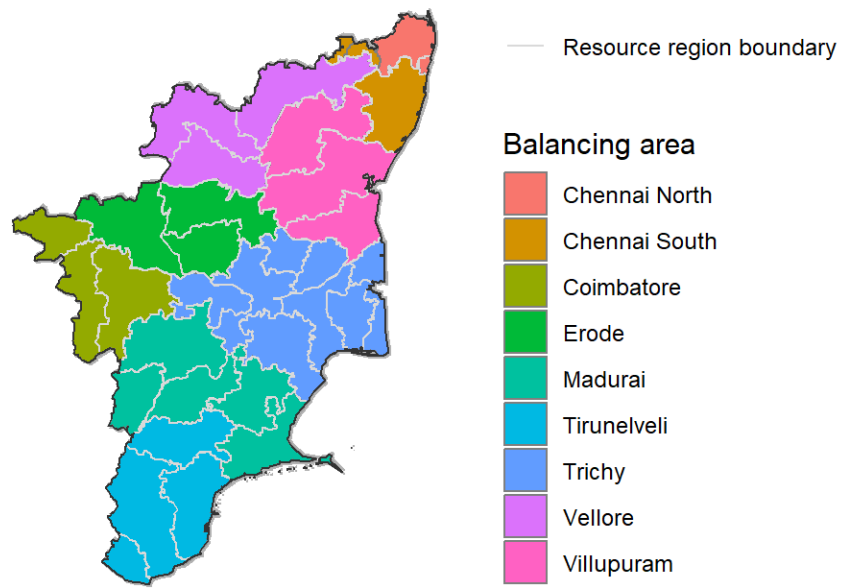 Resource region boundary
Balancing area
Chennai North
Chennai South
Coimbatore
Erode
Madurai
Tirunelveli
Trichy
Vellore
Villupuram